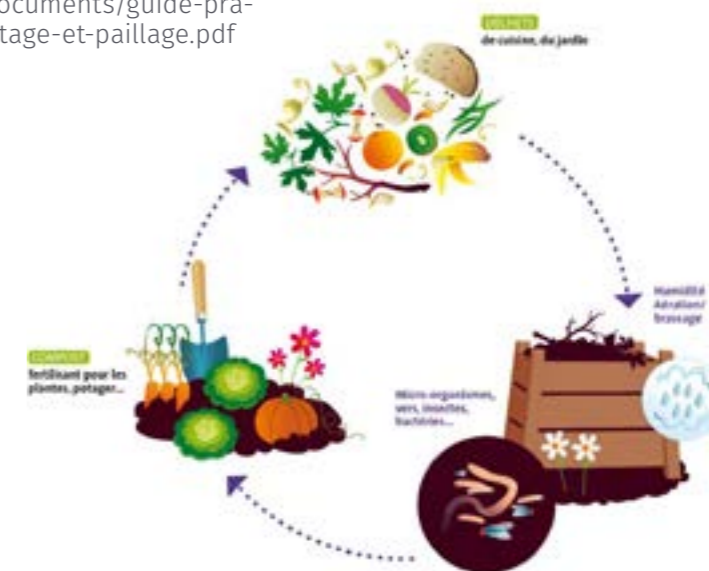 ocuments/guide-pra-
tage-et-paillage.pdf
DÉCHETS
de cuisine, du jardin
Humidité
Aération/
brassage
COMPOST
fertilisant pour les
plantes, potager...
Micro-organismes,
vers, insectes,
bactéries...